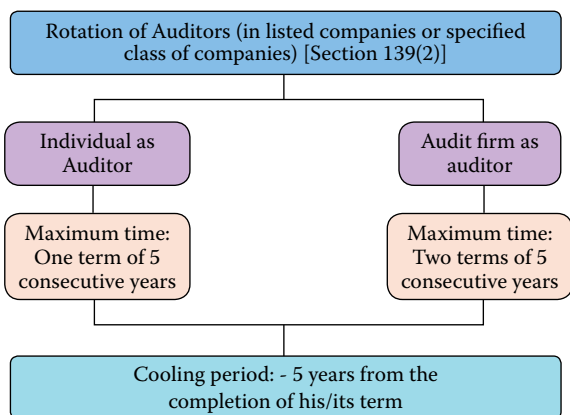 Rotation of Auditors (in listed companies or specified
class of companies) [Section 139(2)]
Individual as
Auditor
Audit firm as
auditor
Maximum time:
One term of 5
consecutive years
Maximum time:
Two terms of 5
consecutive years
Cooling period: - 5 years from the
completion of his/its term